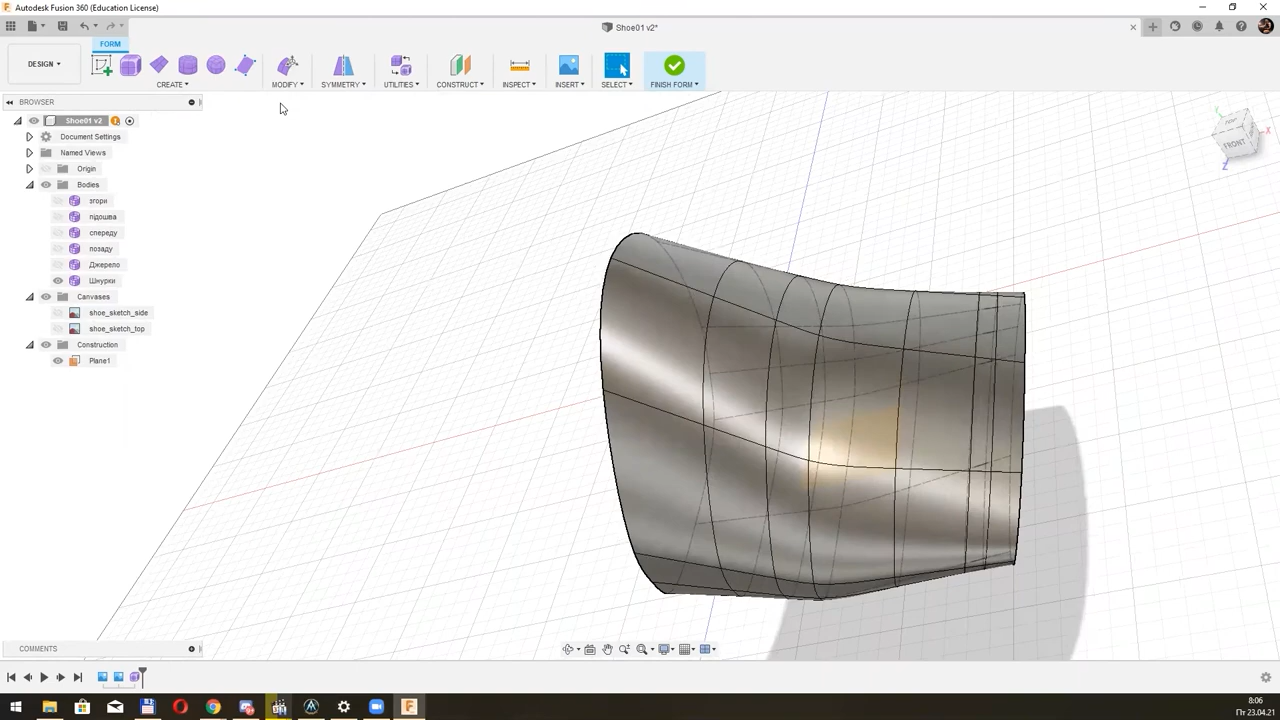 Autodesk Fusion 360 (Education License)
Shoe01 v2*
FORM
DESIGN
CREATE
MODIFY
SYMMETRY
UTILITIES
CONSTRUCT
INSPECT
INSERT
SELECT
FINISH FORM
BROWSER
Shoe01 v2
Document Settings
Named Views
Origin
Bodies
згори
підошва
спереду
позаду
Джерело
Шнурки
Canvases
shoe_sketch_side
shoe_sketch_top
Construction
Plane1
TOP
FRONT
Y
X
Z
COMMENTS
8:06
Пт 23.04.21